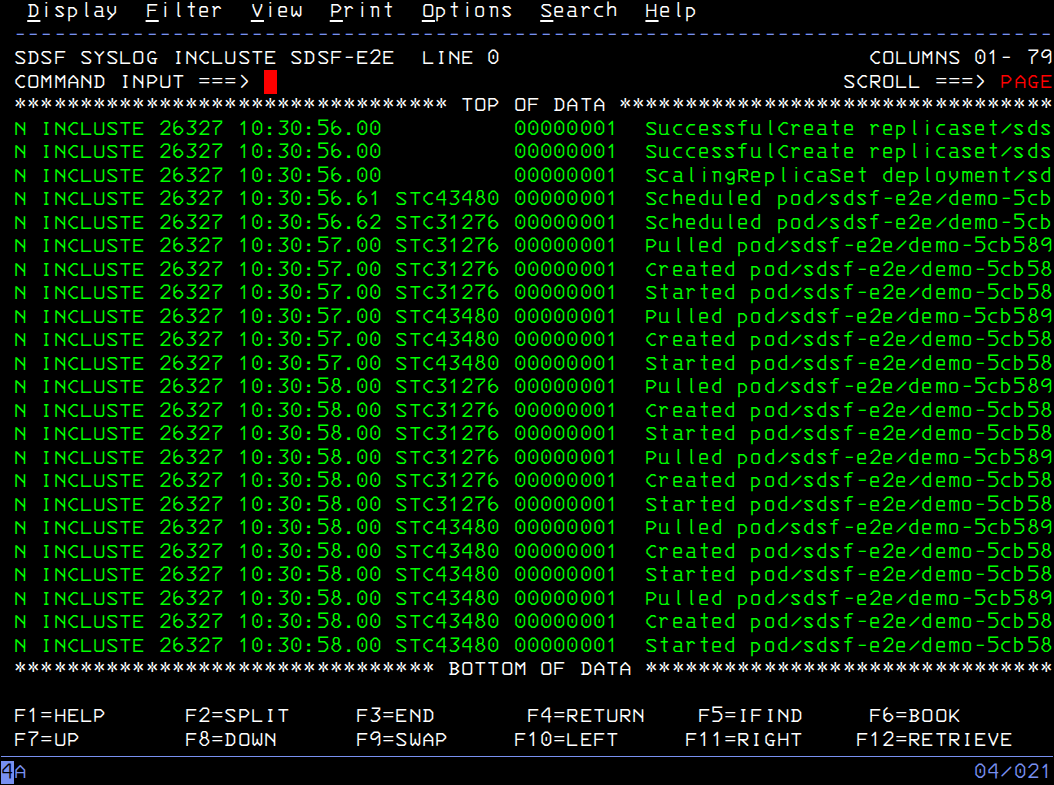 Display Filter View Print Options Search Help
--------------------------------------------------------------------------------
SDSF SYSLOG INCLUSTE SDSF-E2E LINE 0 COLUMNS 01- 79
COMMAND INPUT ===> SCROLL ===> PAGE
********************************* TOP OF DATA *********************************
N INCLUSTE 26327 10:30:56.00 00000001 SuccessfulCreate replicaset/sds
N INCLUSTE 26327 10:30:56.00 00000001 SuccessfulCreate replicaset/sds
N INCLUSTE 26327 10:30:56.00 00000001 ScalingReplicaSet deployment/sd
N INCLUSTE 26327 10:30:56.61 STC43480 00000001 Scheduled pod/sdsf-e2e/demo-5cb
N INCLUSTE 26327 10:30:56.62 STC31276 00000001 Scheduled pod/sdsf-e2e/demo-5cb
N INCLUSTE 26327 10:30:57.00 STC31276 00000001 Pulled pod/sdsf-e2e/demo-5cb589
N INCLUSTE 26327 10:30:57.00 STC31276 00000001 Created pod/sdsf-e2e/demo-5cb58
N INCLUSTE 26327 10:30:57.00 STC31276 00000001 Started pod/sdsf-e2e/demo-5cb58
N INCLUSTE 26327 10:30:57.00 STC43480 00000001 Pulled pod/sdsf-e2e/demo-5cb589
N INCLUSTE 26327 10:30:57.00 STC43480 00000001 Created pod/sdsf-e2e/demo-5cb58
N INCLUSTE 26327 10:30:57.00 STC43480 00000001 Started pod/sdsf-e2e/demo-5cb58
N INCLUSTE 26327 10:30:58.00 STC31276 00000001 Pulled pod/sdsf-e2e/demo-5cb589
N INCLUSTE 26327 10:30:58.00 STC31276 00000001 Created pod/sdsf-e2e/demo-5cb58
N INCLUSTE 26327 10:30:58.00 STC31276 00000001 Started pod/sdsf-e2e/demo-5cb58
N INCLUSTE 26327 10:30:58.00 STC31276 00000001 Pulled pod/sdsf-e2e/demo-5cb589
N INCLUSTE 26327 10:30:58.00 STC31276 00000001 Created pod/sdsf-e2e/demo-5cb58
N INCLUSTE 26327 10:30:58.00 STC31276 00000001 Started pod/sdsf-e2e/demo-5cb58
N INCLUSTE 26327 10:30:58.00 STC43480 00000001 Pulled pod/sdsf-e2e/demo-5cb589
N INCLUSTE 26327 10:30:58.00 STC43480 00000001 Created pod/sdsf-e2e/demo-5cb58
N INCLUSTE 26327 10:30:58.00 STC43480 00000001 Started pod/sdsf-e2e/demo-5cb58
N INCLUSTE 26327 10:30:58.00 STC43480 00000001 Pulled pod/sdsf-e2e/demo-5cb589
N INCLUSTE 26327 10:30:58.00 STC43480 00000001 Created pod/sdsf-e2e/demo-5cb58
N INCLUSTE 26327 10:30:58.00 STC43480 00000001 Started pod/sdsf-e2e/demo-5cb58
******************************** BOTTOM OF DATA *******************************
F1=HELP F2=SPLIT F3=END F4=RETURN F5=IFIND F6=BOOK
F7=UP F8=DOWN F9=SWAP F10=LEFT F11=RIGHT F12=RETRIEVE
4A 04/021